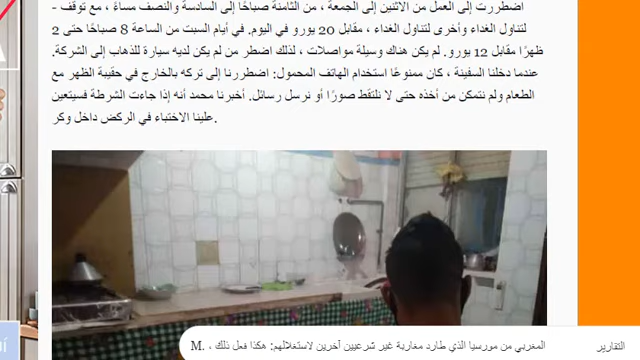 اضطررت إلى العمل من الاثنين إلى الجمعة ، من الثامنة صباحًا إلى السادسة والنصف مساءً ، مع توقف -
لتناول الغداء وأخرى لتناول الغداء ، مقابل 20 يورو في اليوم. في أيام السبت من الساعة 8 صباحًا حتى 2
ظهرًا مقابل 12 يورو. لم يكن هناك وسيلة مواصلات ، لذلك اضطر من لم يكن لديه سيارة للذهاب إلى الشركة.
عندما دخلنا السفينة ، كان ممنوعًا استخدام الهاتف المحمول: اضطررنا إلى تركه بالخارج في حقيبة الظهر مع
الطعام ولم نتمكن من أخذه حتى لا نلتقط صورًا أو نرسل رسائل. أخبرنا محمد أنه إذا جاءت الشرطة فسيتعين
علينا الاختباء في الركض داخل وكر.
التقارير
المغربي من مورسيا الذي طارد مغاربة غير شرعيين آخرين لاستغلالهم: هكذا فعل ذلك ، M.